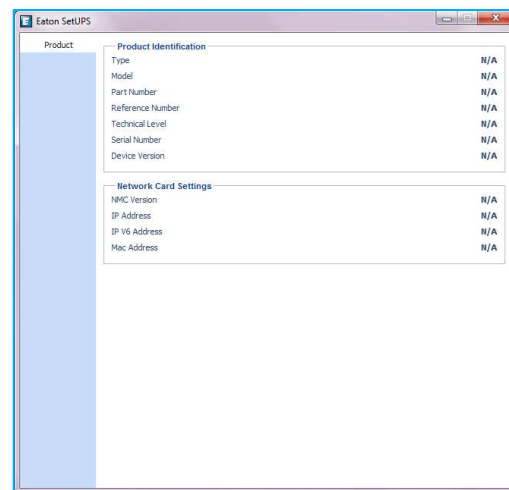 Eaton SetUPS
Product
Product Identification
Type N/A
Model N/A
Part Number N/A
Reference Number N/A
Technical Level N/A
Serial Number N/A
Device Version N/A
Network Card Settings
NMC Version N/A
IP Address N/A
IP V6 Address N/A
Mac Address N/A